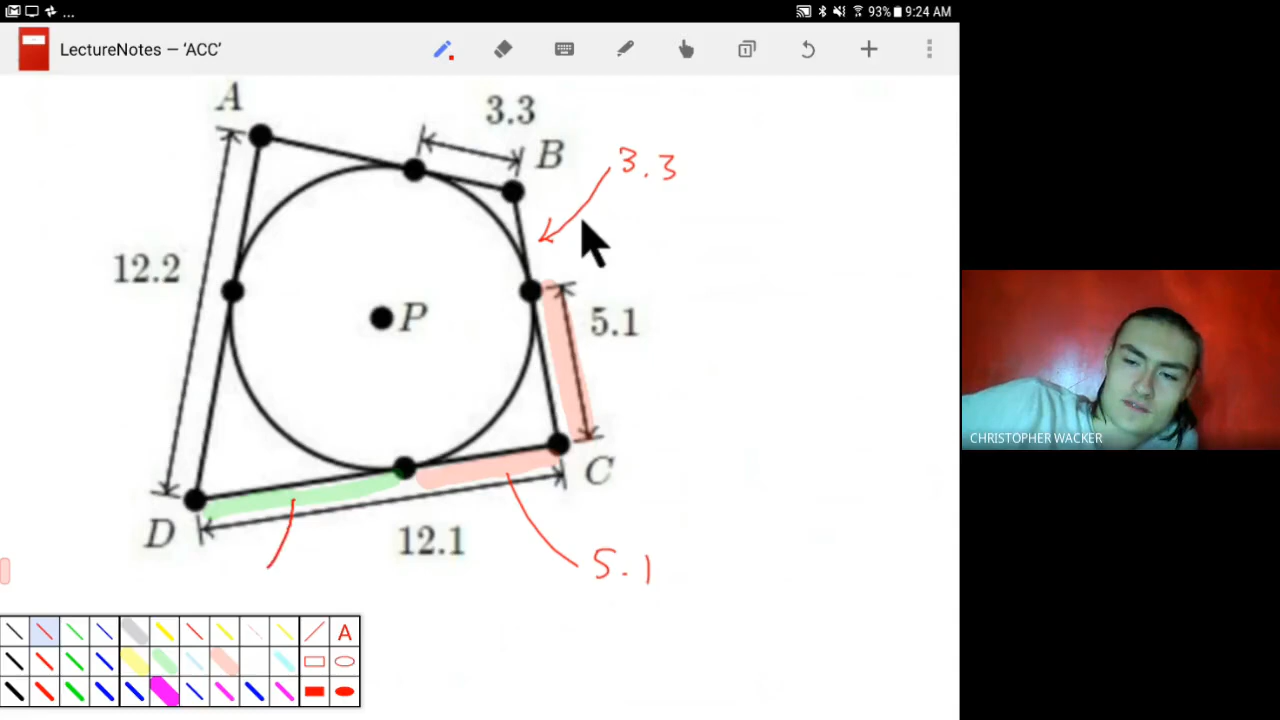 ... 93% 9:24 AM
LectureNotes – 'ACC'
1
A
3.3
B
3.3
12.2
P
5.1
CHRISTOPHER WACKER
C
D
12.1
5.1
A